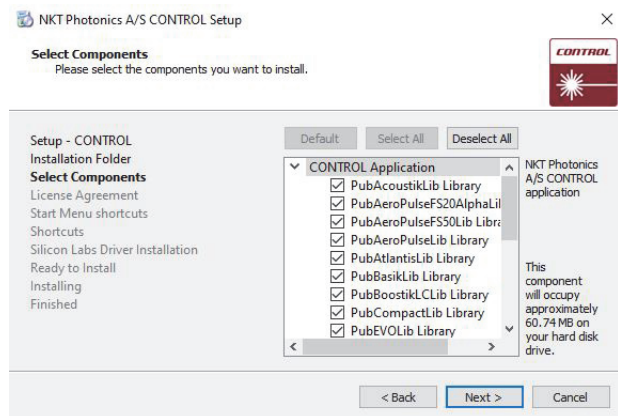 NKT Photonics A/S CONTROL Setup
Select Components
Please select the components you want to install.
CONTROL
Setup - CONTROL
Installation Folder
Select Components
License Agreement
Start Menu shortcuts
Shortcuts
Silicon Labs Driver Installation
Ready to Install
Installing
Finished
Default
Select All
Deselect All
CONTROL Application
PubAcoustikLib Library
PubAeroPulseFS20AlphaLil
PubAeroPulseFS50Lib Libra
PubAeroPulseLib Library
PubAtlantisLib Library
PubBasikLib Library
PubBoostikLCLib Library
PubCompactLib Library
PubEVOLib Library
NKT Photonics
A/S CONTROL
application
This
component
will occupy
approximately
60.74 MB on
your hard disk
drive.
< Back
Next >
Cancel